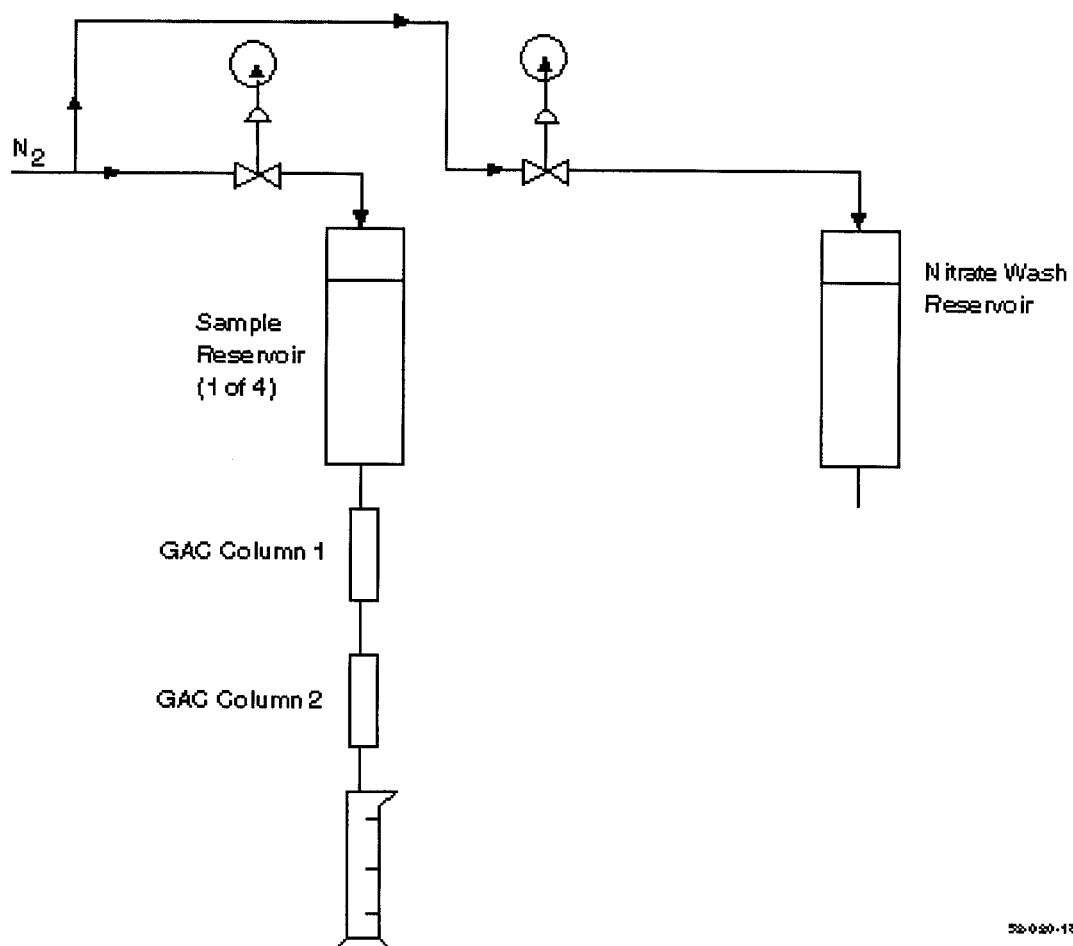 N2
Sample
Reservoir
(1 of 4)
Nitrate Wash
Reservoir
GAC Column 1
GAC Column 2